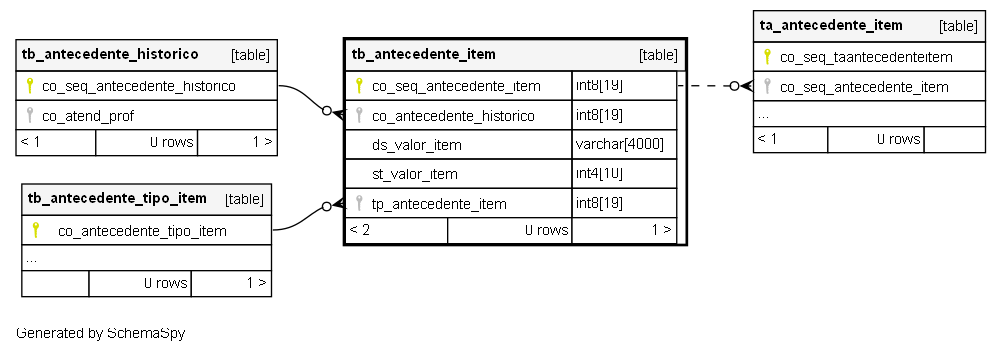 tb_antecedente_historico [table]
co_seq_antecedente_historico
co_atend_prof
< 1 0 rows 1 >
tb_antecedente_tipo_item [table]
co_antecedente_tipo_item
...
0 rows 1 >
tb_antecedente_item [table]
co_seq_antecedente_item int8[19]
co_antecedente_historico int8[19]
ds_valor_item varchar[4000]
st_valor_item int4[10]
tp_antecedente_item int8[19]
< 2 0 rows 1 >
ta_antecedente_item [table]
co_seq_taantecedenteitem
co_seq_antecedente_item
...
< 1 0 rows
Generated by SchemaSpy